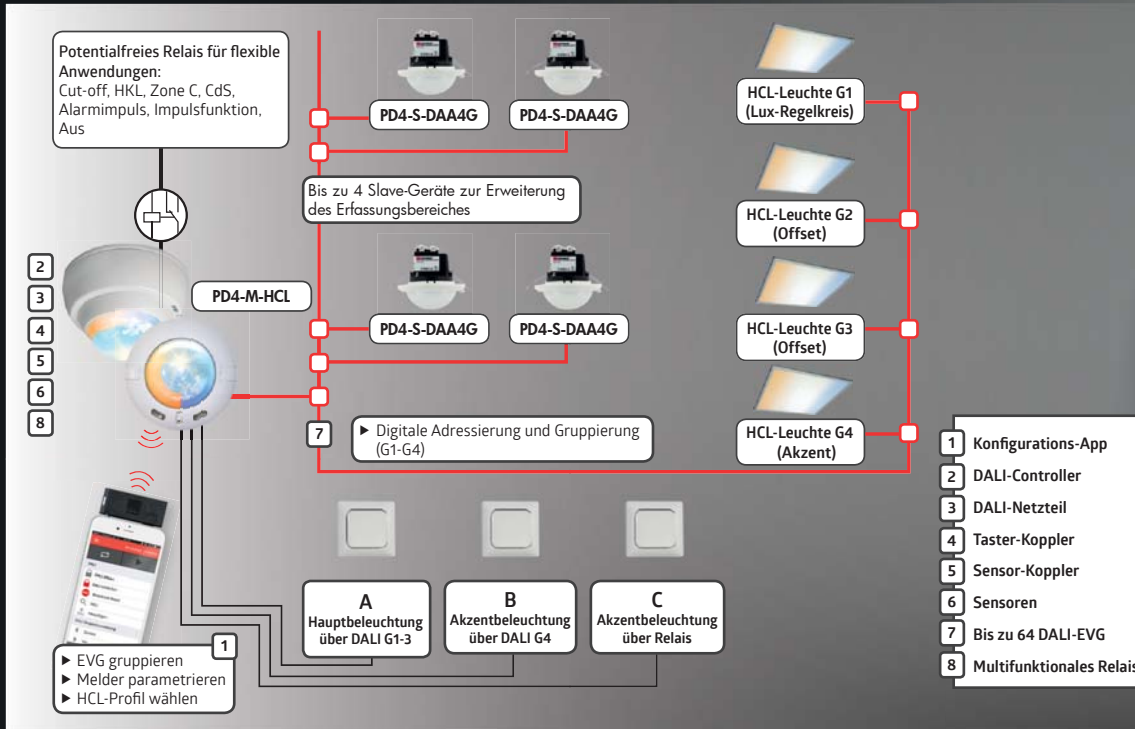 Potentialfreies Relais für flexible
Anwendungen:
Cut-off, HKL, Zone C, CdS,
Alarmimpuls, Impulsfunktion,
Aus
PD4-S-DAA4G
PD4-S-DAA4G
Bis zu 4 Slave-Geräte zur Erweiterung
des Erfassungsbereiches
PD4-S-DAA4G
PD4-S-DAA4G
2
3
4
5
6
8
PD4-M-HCL
7
► Digitale Adressierung und Gruppierung
(G1-G4)
HCL-Leuchte G1
(Lux-Regelkreis)
HCL-Leuchte G2
(Offset)
HCL-Leuchte G3
(Offset)
HCL-Leuchte G4
(Akzent)
A
Hauptbeleuchtung
über DALI G1-3
B
Akzentbeleuchtung
über DALI G4
C
Akzentbeleuchtung
über Relais
1
► EVG gruppieren
► Melder parametrieren
► HCL-Profil wählen
1 Konfigurations-App
2 DALI-Controller
3 DALI-Netzteil
4 Taster-Koppler
5 Sensor-Koppler
6 Sensoren
7 Bis zu 64 DALI-EVG
8 Multifunktionales Relais